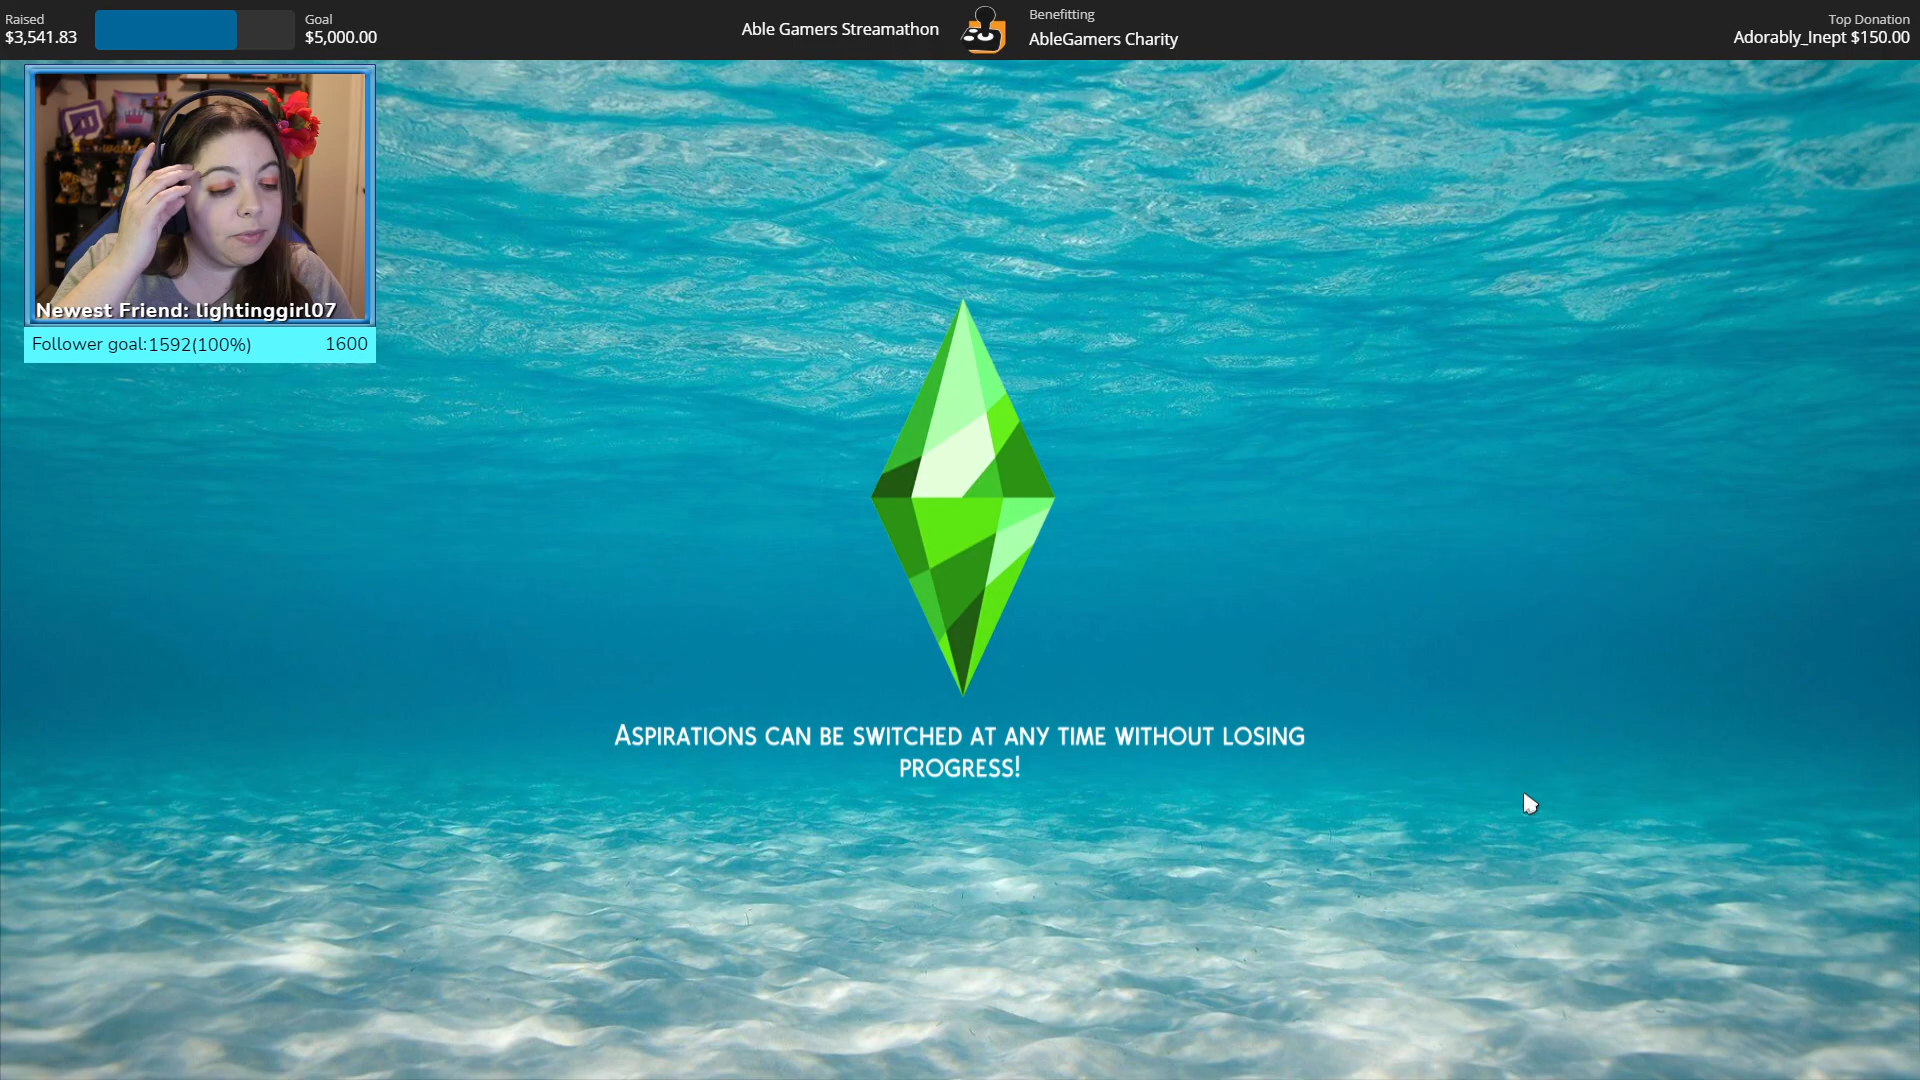 Raised
$3,541.83
Goal
$5,000.00
Able Gamers Streamathon
Benefitting
AbleGamers Charity
Top Donation
Adorably_Inept $150.00
Newest Friend: lightinggirl07
Follower goal: 1592(100%) 1600
ASPIRATIONS CAN BE SWITCHED AT ANY TIME WITHOUT LOSING
PROGRESS!